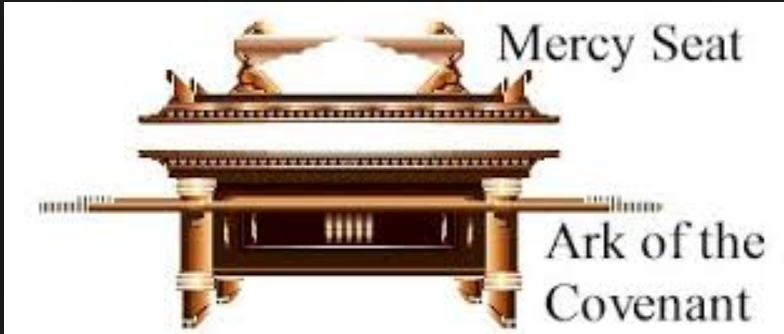 Mercy Seat
Ark of the
Covenant